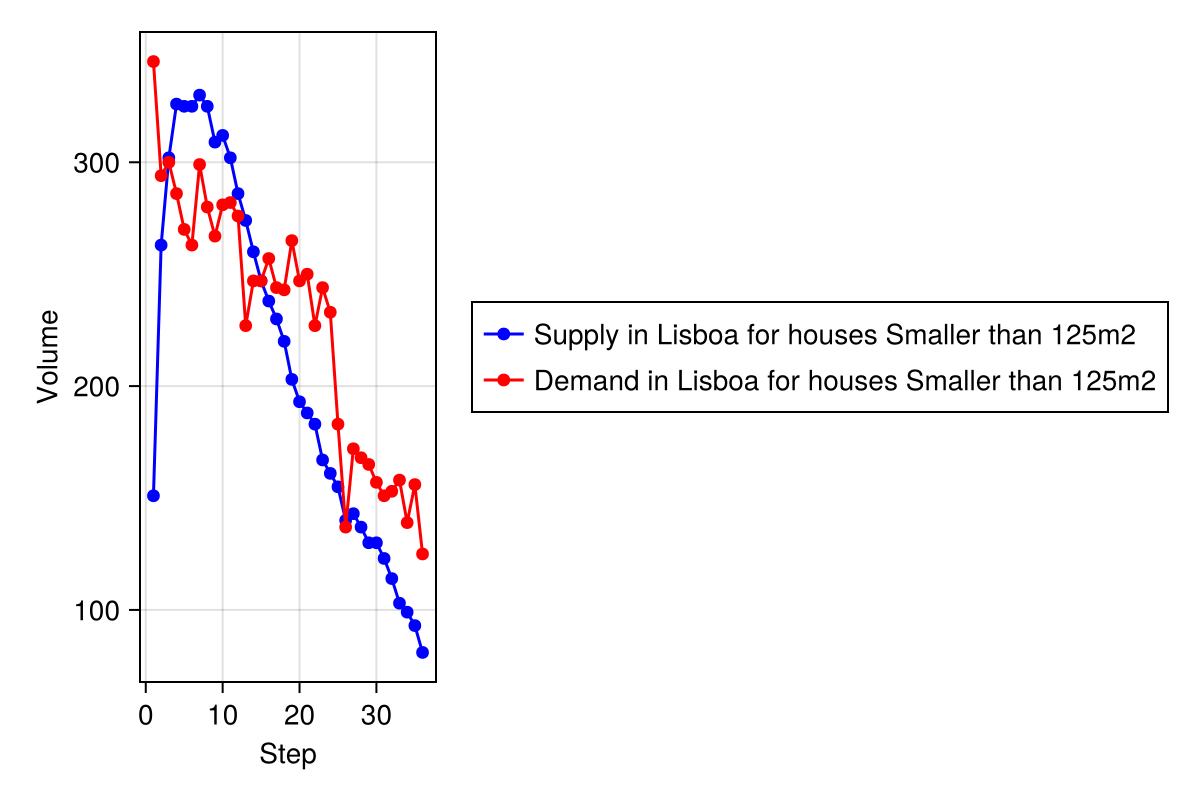 Volume
300
200
100
0 10 20 30
Step
Supply in Lisboa for houses Smaller than 125m2
Demand in Lisboa for houses Smaller than 125m2